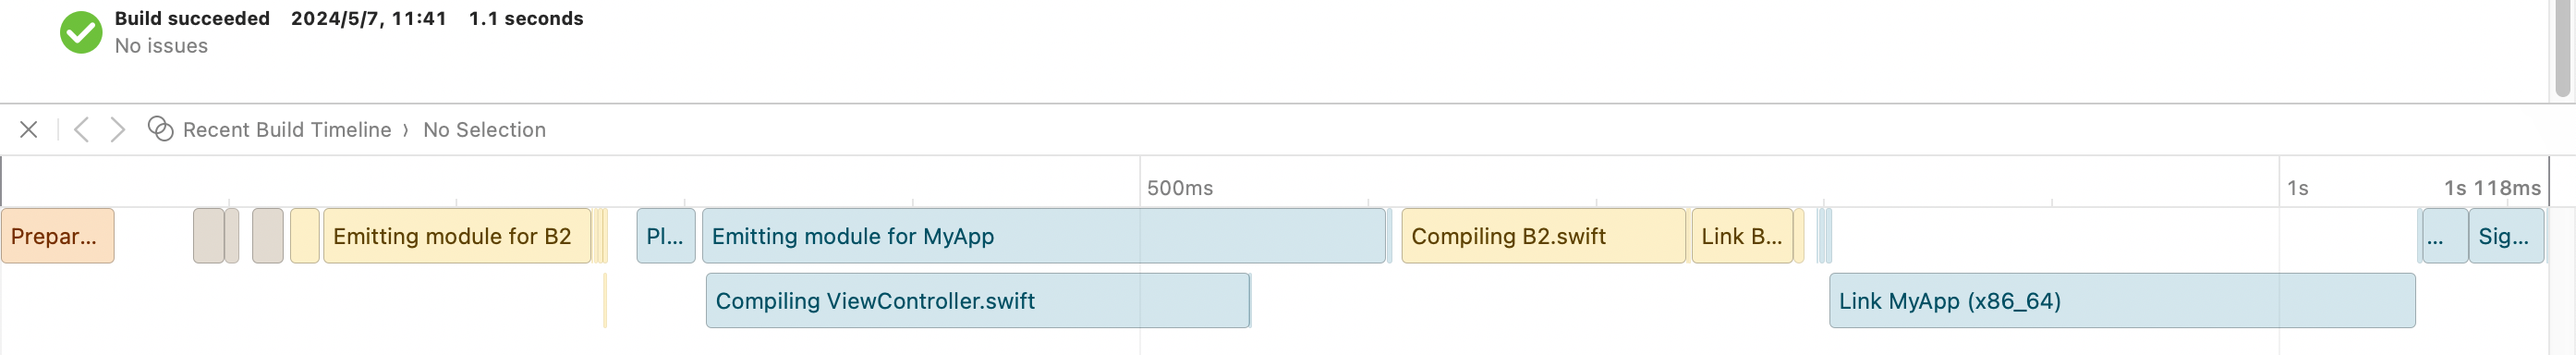 Build succeeded 2024/5/7, 11:41 1.1 seconds
No issues
Recent Build Timeline 〉 No Selection
500ms 1s 1s 118ms
Prepar... Emitting module for B2 Pl... Emitting module for MyApp Compiling B2.swift Link B... ... Sig...
Compiling ViewController.swift Link MyApp (x86_64)